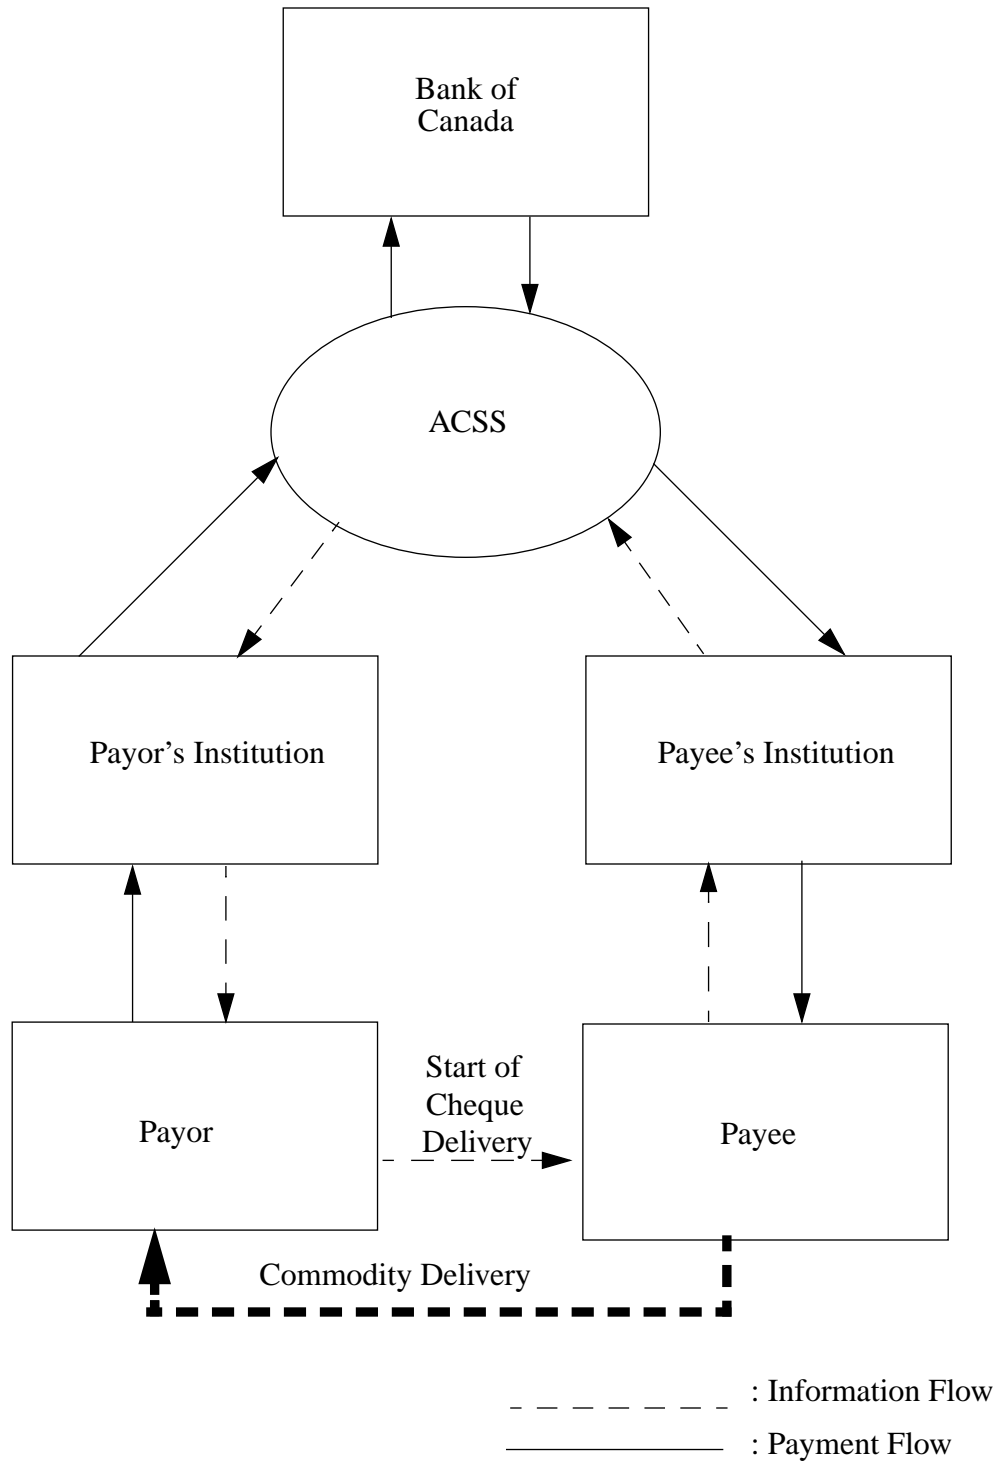 Bank of
Canada
ACSS
Payor's Institution
Payee's Institution
Start of
Cheque
Delivery
Payor
Payee
Commodity Delivery
: Information Flow
: Payment Flow